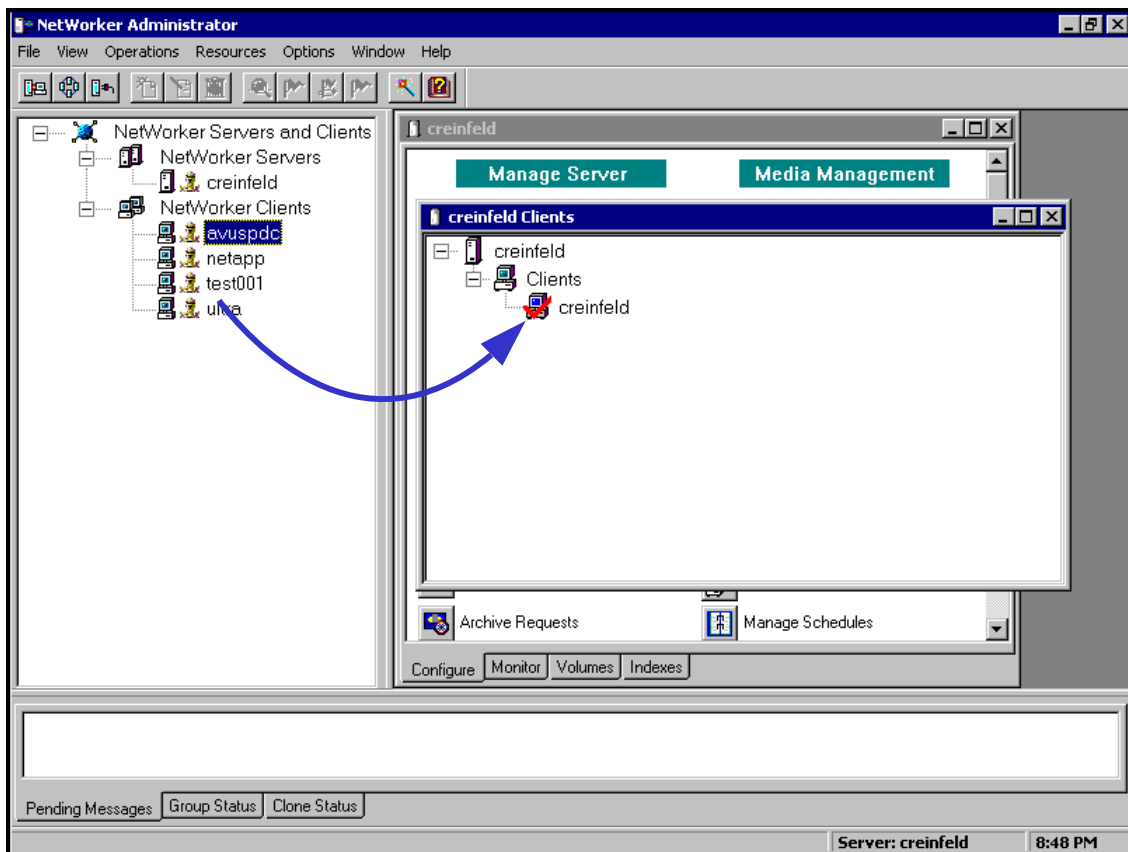 NetWorker Administrator
File View Operations Resources Options Window Help
NetWorker Servers and Clients
NetWorker Servers
creinfeld
NetWorker Clients
avuspdc
netapp
test001
ultra
creinfeld
Manage Server Media Management
creinfeld Clients
creinfeld
Clients
creinfeld
Archive Requests Manage Schedules
Configure Monitor Volumes Indexes
Pending Messages Group Status Clone Status
Server: creinfeld 8:48 PM